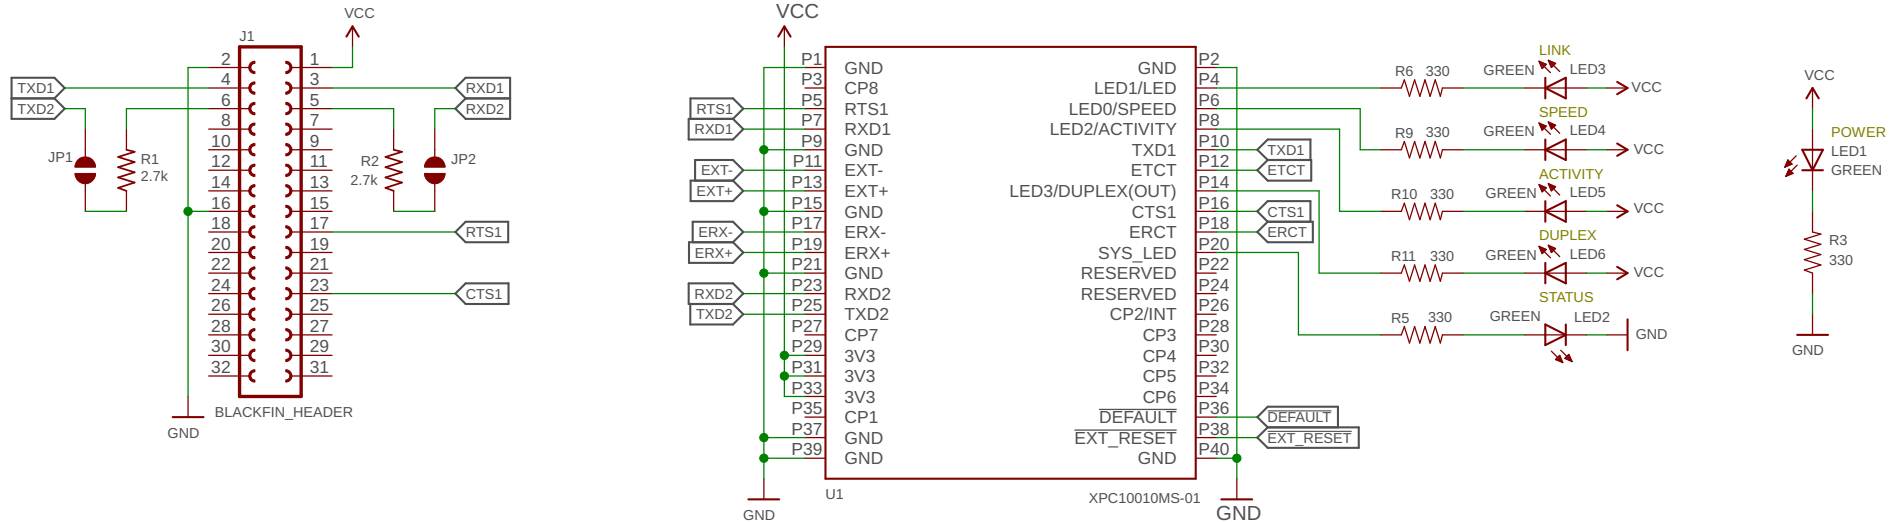 J1
VCC
2 1
TXD1 4 3 RXD1
TXD2 6 5 RXD2
8 7
10 9
JP1 R1 2.7k 12 11 R2 2.7k JP2
14 13
16 15
18 17 RTS1
20 19
22 21
24 23 CTS1
26 25
28 27
30 29
32 31
BLACKFIN_HEADER
GND
VCC
P1 GND GND P2
P3 CP8 LED1/LED P4
RTS1 P5 RTS1 LED0/SPEED P6
RXD1 P7 RXD1 LED2/ACTIVITY P8
P9 GND TXD1 P10 TXD1
EXT- P11 EXT- ETCT P12 ETCT
EXT+ P13 EXT+ LED3/DUPLEX(OUT) P14
P15 GND CTS1 P16 CTS1
ERX- P17 ERX- ERCT P18 ERCT
ERX+ P19 ERX+ SYS_LED P20
P21 GND RESERVED P22
RXD2 P23 RXD2 RESERVED P24
TXD2 P25 TXD2 CP2/INT P26
P27 CP7 CP3 P28
P29 3V3 CP4 P30
P31 3V3 CP5 P32
P33 3V3 CP6 P34
P35 CP1 DEFAULT P36 DEFAULT
P37 GND EXT_RESET P38 EXT_RESET
P39 GND GND P40
U1 XPC10010MS-01
GND GND
LINK
R6 330 GREEN LED3 VCC
SPEED
R9 330 GREEN LED4 VCC
ACTIVITY
R10 330 GREEN LED5 VCC
DUPLEX
R11 330 GREEN LED6 VCC
STATUS
R5 330 GREEN LED2 GND
VCC
POWER
LED1
GREEN
R3
330
GND